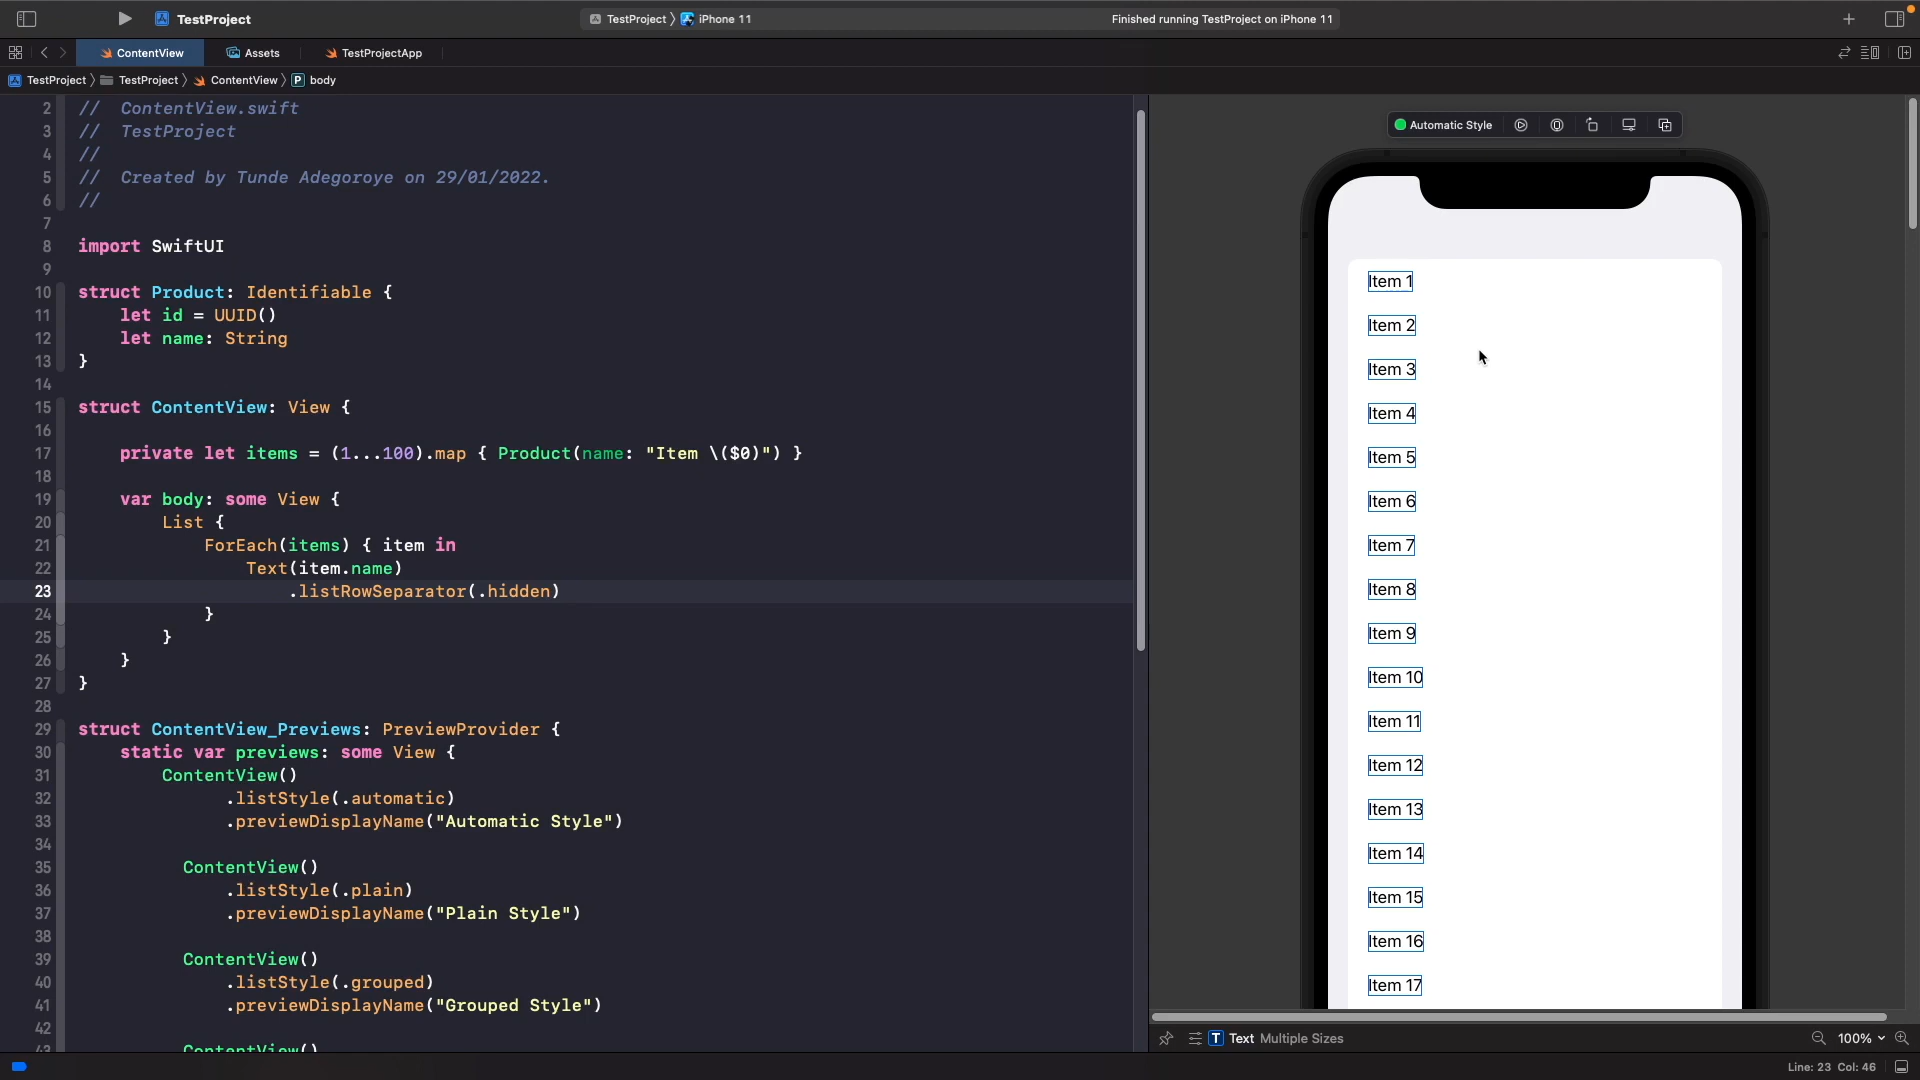 TestProject
TestProject iPhone 11
Finished running TestProject on iPhone 11
ContentView
Assets
TestProjectApp
TestProject TestProject ContentView P body
2 // ContentView.swift
3 // TestProject
4 //
5 // Created by Tunde Adegoroye on 29/01/2022.
6 //
7
8 import SwiftUI
9
10 struct Product: Identifiable {
11 let id = UUID()
12 let name: String
13 }
14
15 struct ContentView: View {
16
17 private let items = (1...100).map { Product(name: "Item \($0)") }
18
19 var body: some View {
20 List {
21 ForEach(items) { item in
22 Text(item.name)
23 .listRowSeparator(.hidden)
24 }
25 }
26 }
27 }
28
29 struct ContentView_Previews: PreviewProvider {
30 static var previews: some View {
31 ContentView()
32 .listStyle(.automatic)
33 .previewDisplayName("Automatic Style")
34
35 ContentView()
36 .listStyle(.plain)
37 .previewDisplayName("Plain Style")
38
39 ContentView()
40 .listStyle(.grouped)
41 .previewDisplayName("Grouped Style")
42
43 ContentView()
Automatic Style
Item 1
Item 2
Item 3
Item 4
Item 5
Item 6
Item 7
Item 8
Item 9
Item 10
Item 11
Item 12
Item 13
Item 14
Item 15
Item 16
Item 17
T Text Multiple Sizes
100%
Line: 23 Col: 46